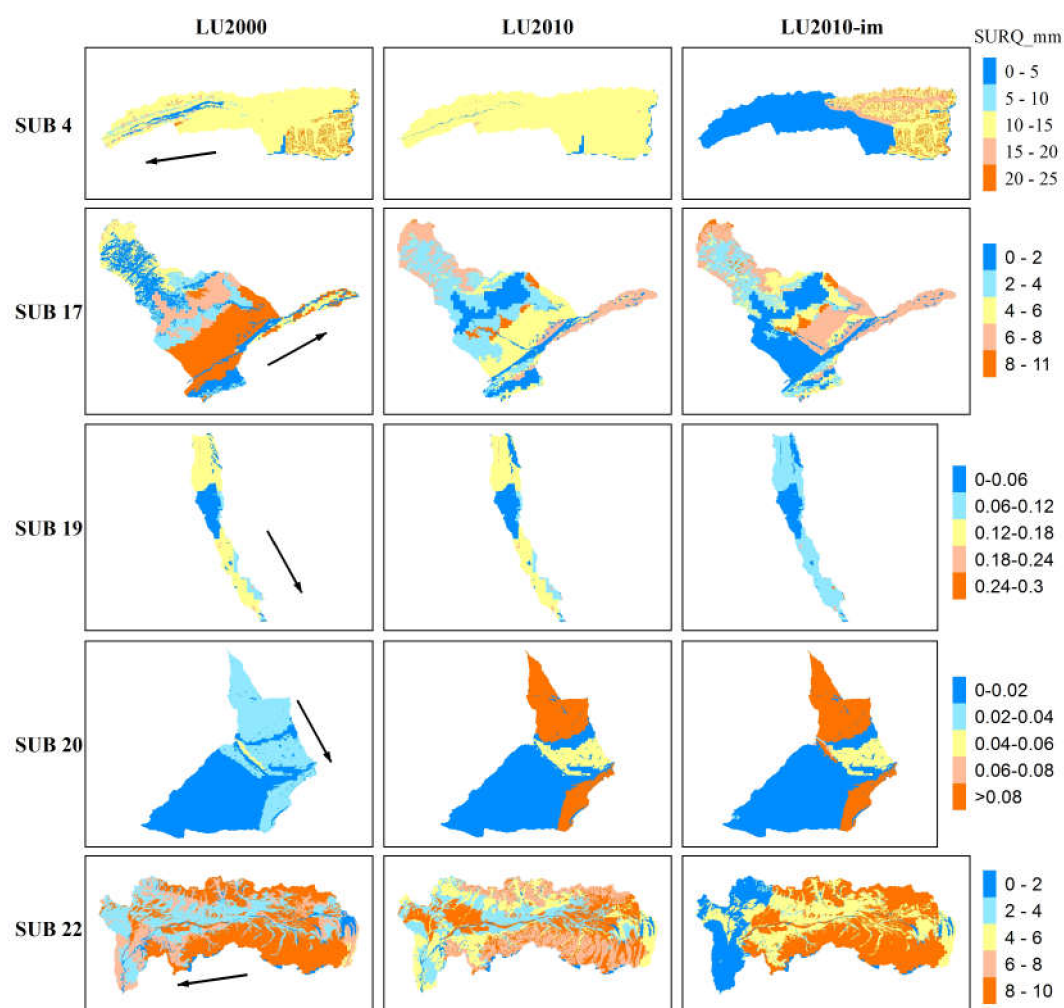 LU2000 LU2010 LU2010-im
SURQ_mm
SUB 4
0 - 5
5 - 10
10 -15
15 - 20
20 - 25
SUB 17
0 - 2
2 - 4
4 - 6
6 - 8
8 - 11
SUB 19
0-0.06
0.06-0.12
0.12-0.18
0.18-0.24
0.24-0.3
SUB 20
0-0.02
0.02-0.04
0.04-0.06
0.06-0.08
>0.08
SUB 22
0 - 2
2 - 4
4 - 6
6 - 8
8 - 10